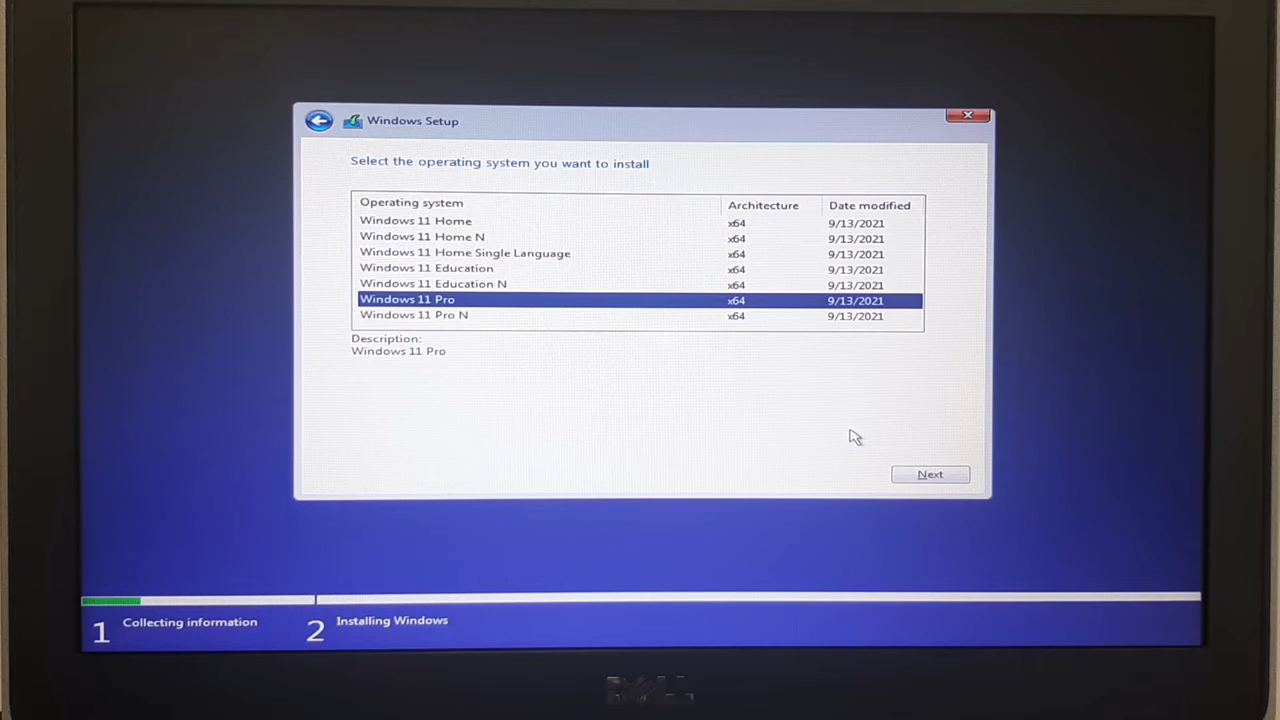 Windows Setup
Select the operating system you want to install
Operating system Architecture Date modified
Windows 11 Home x64 9/13/2021
Windows 11 Home N x64 9/13/2021
Windows 11 Home Single Language x64 9/13/2021
Windows 11 Education x64 9/13/2021
Windows 11 Education N x64 9/13/2021
Windows 11 Pro x64 9/13/2021
Windows 11 Pro N x64 9/13/2021
Description:
Windows 11 Pro
Next
1 Collecting information 2 Installing Windows
DELL